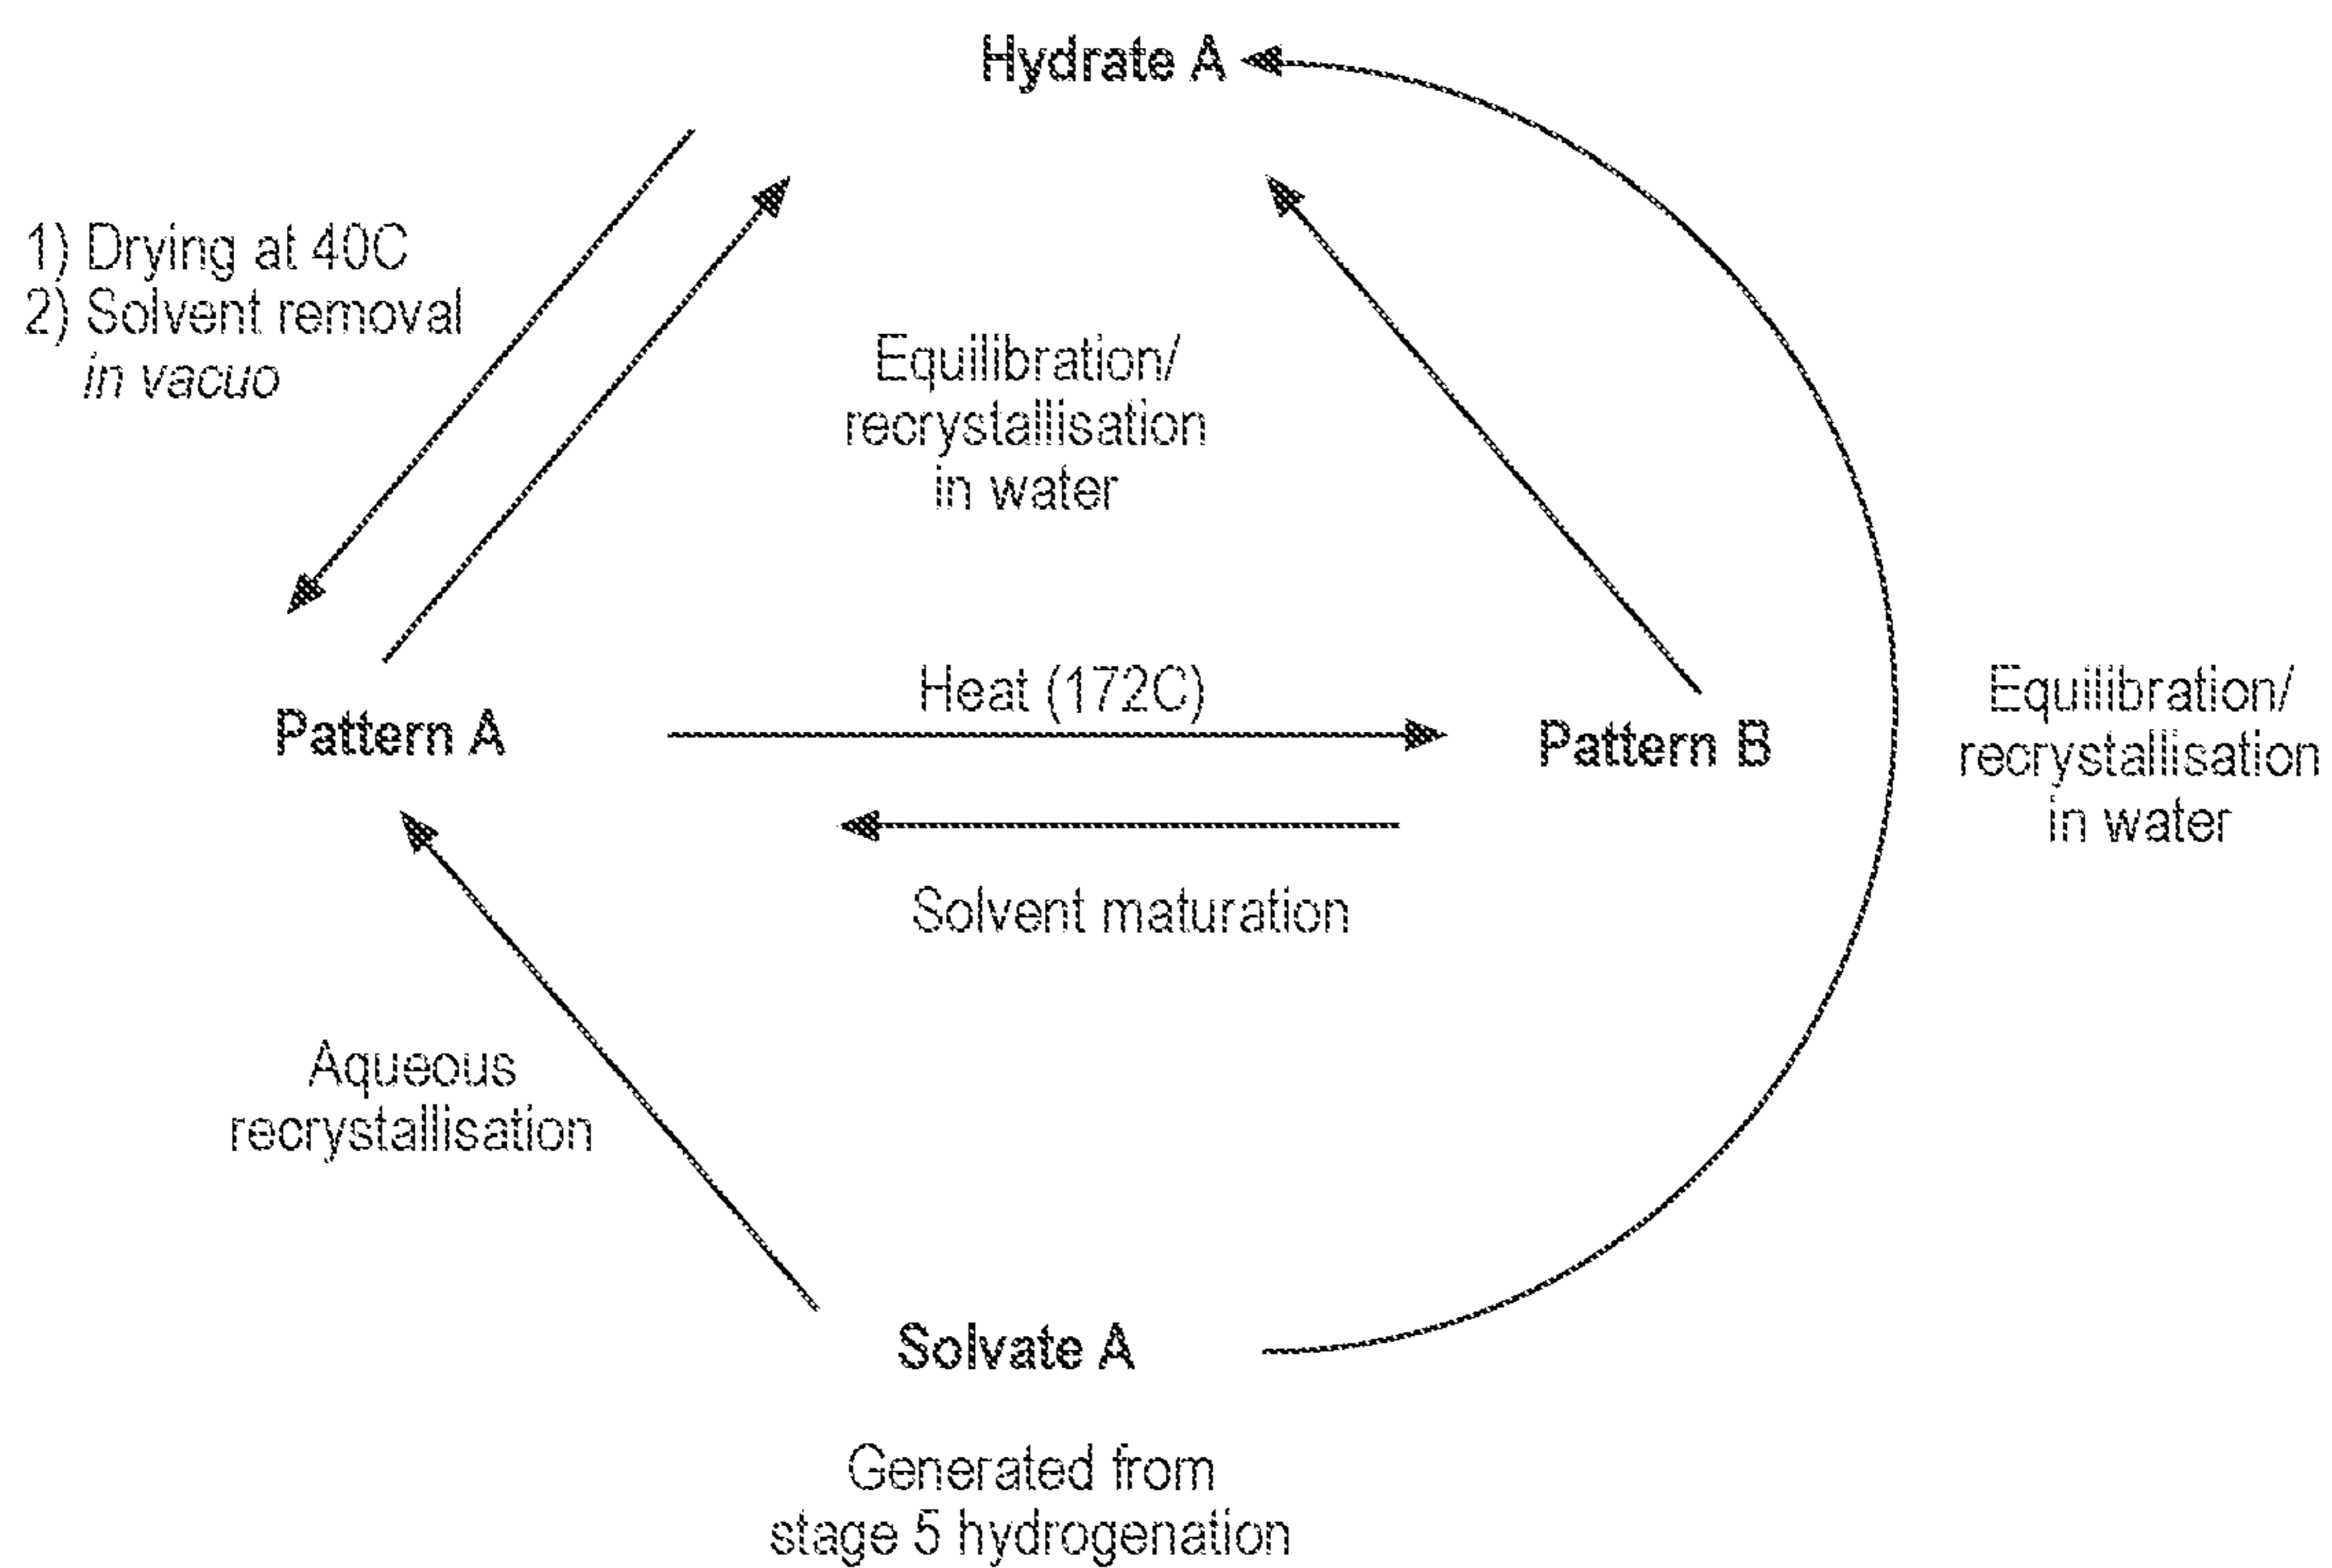 Hydrate A
1) Drying at 40C
2) Solvent removal
in vacuo
Equilibration/
recrystallisation
in water
Heat (172C)
Pattern A
Pattern B
Equilibration/
recrystallisation
in water
Solvent maturation
Aqueous
recrystallisation
Solvate A
Generated from
stage 5 hydrogenation